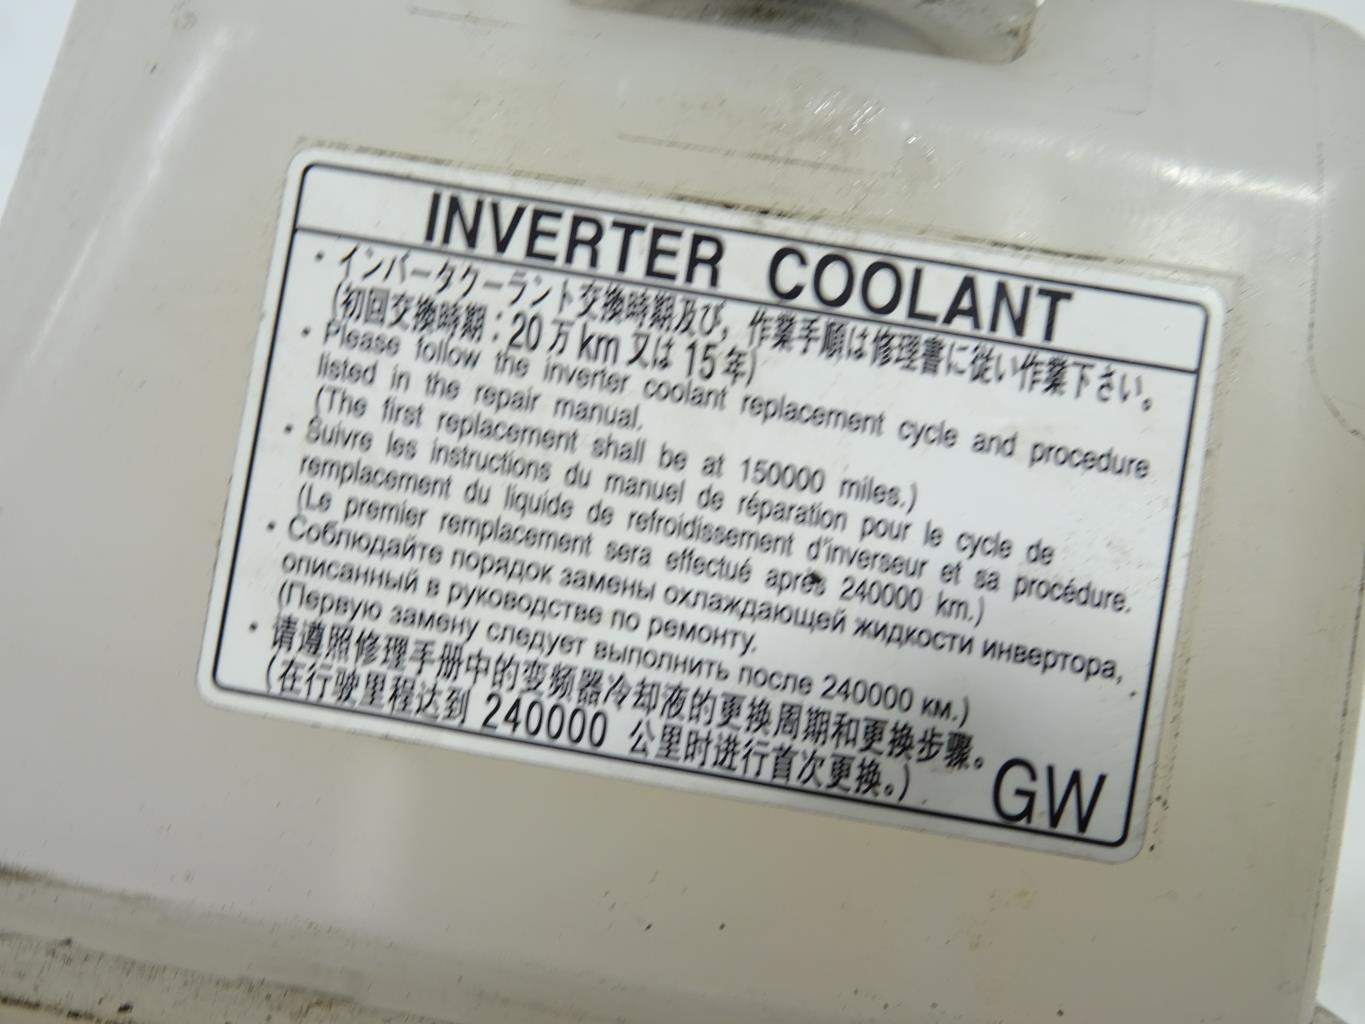 INVERTER COOLANT
・インバータクーラント交換時期及び，作業手順は修理書に従い作業下さい。
(初回交換時期：20万km又は15年)
・Please follow the inverter coolant replacement cycle and procedure
listed in the repair manual.
(The first replacement shall be at 150000 miles.)
・Suivre les instructions du manuel de réparation pour le cycle de
remplacement du liquide de refroidissement d'inverseur et sa procédure.
(Le premier remplacement sera effectué après 240000 km.)
・Соблюдайте порядок замены охлаждающей жидкости инвертора,
описанный в руководстве по ремонту.
(Первую замену следует выполнить после 240000 км.)
・请遵照修理手册中的变频器冷却液的更换周期和更换步骤。
(在行驶里程达到 240000 公里时进行首次更换。)
GW